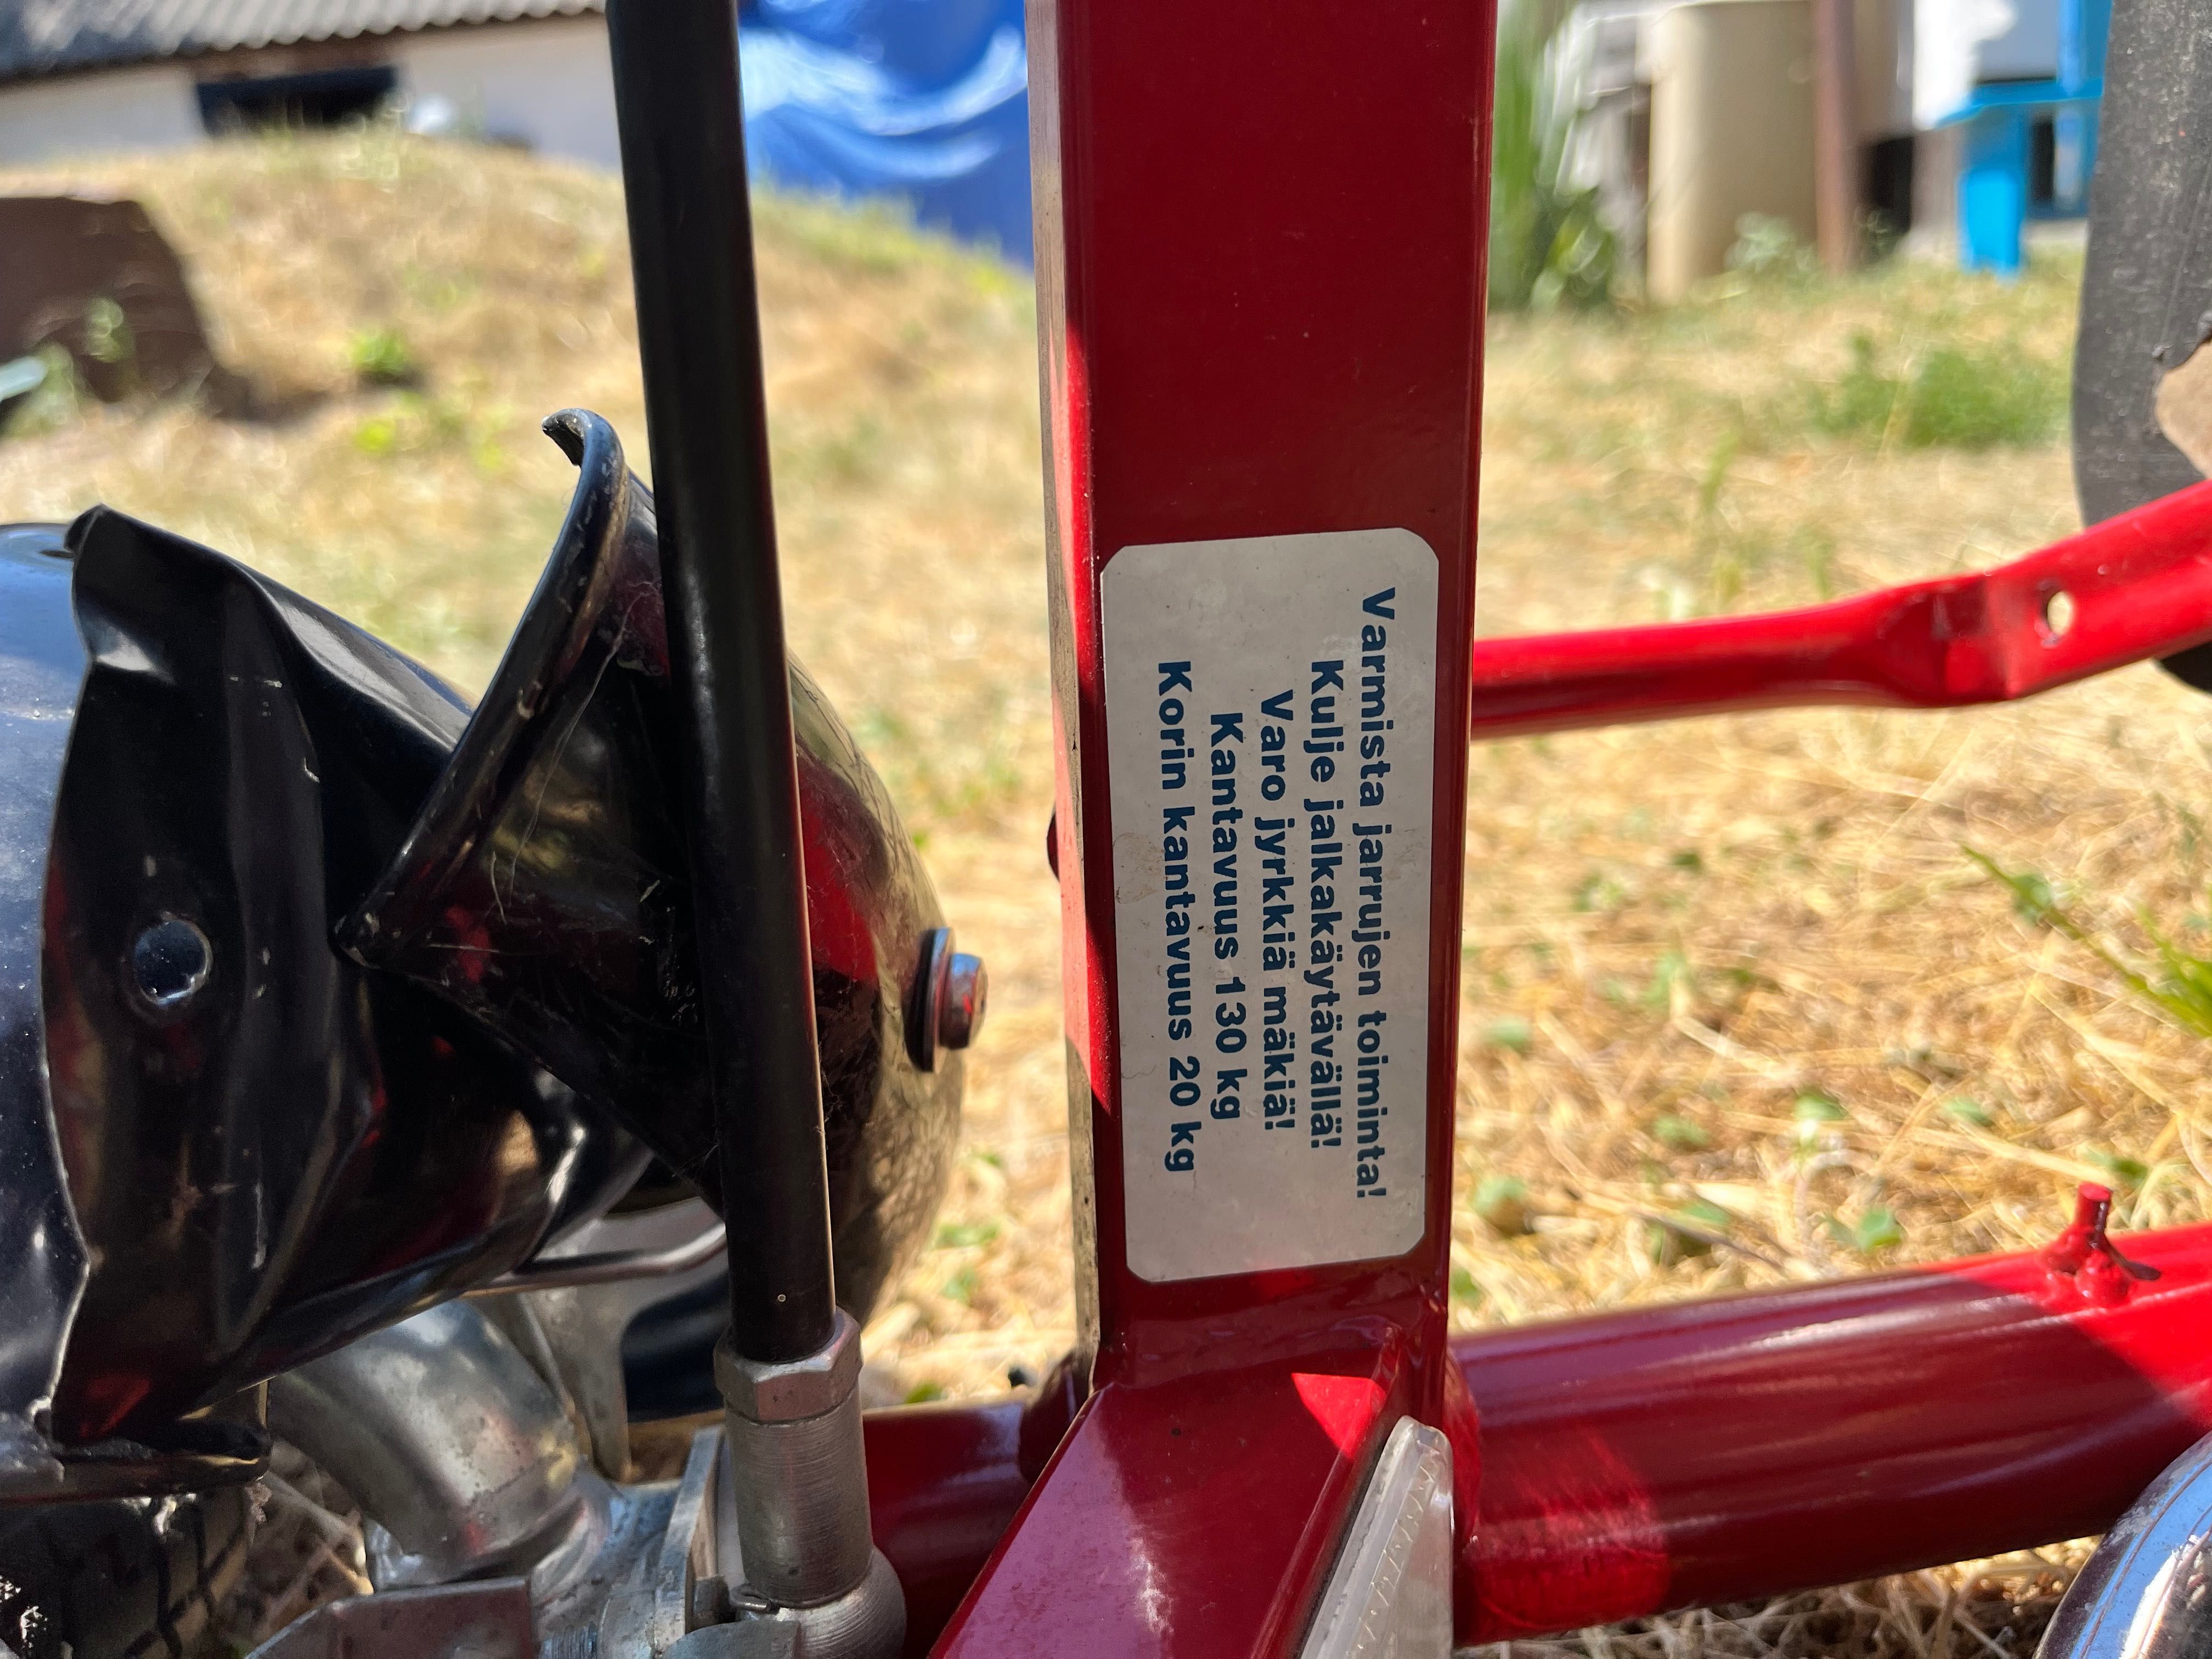 Varmista jarrujen toiminta!
Kulje jalkakäytävällä!
Varo jyrkkiä mäkiä!
Kantavuus 130 kg
Korin kantavuus 20 kg